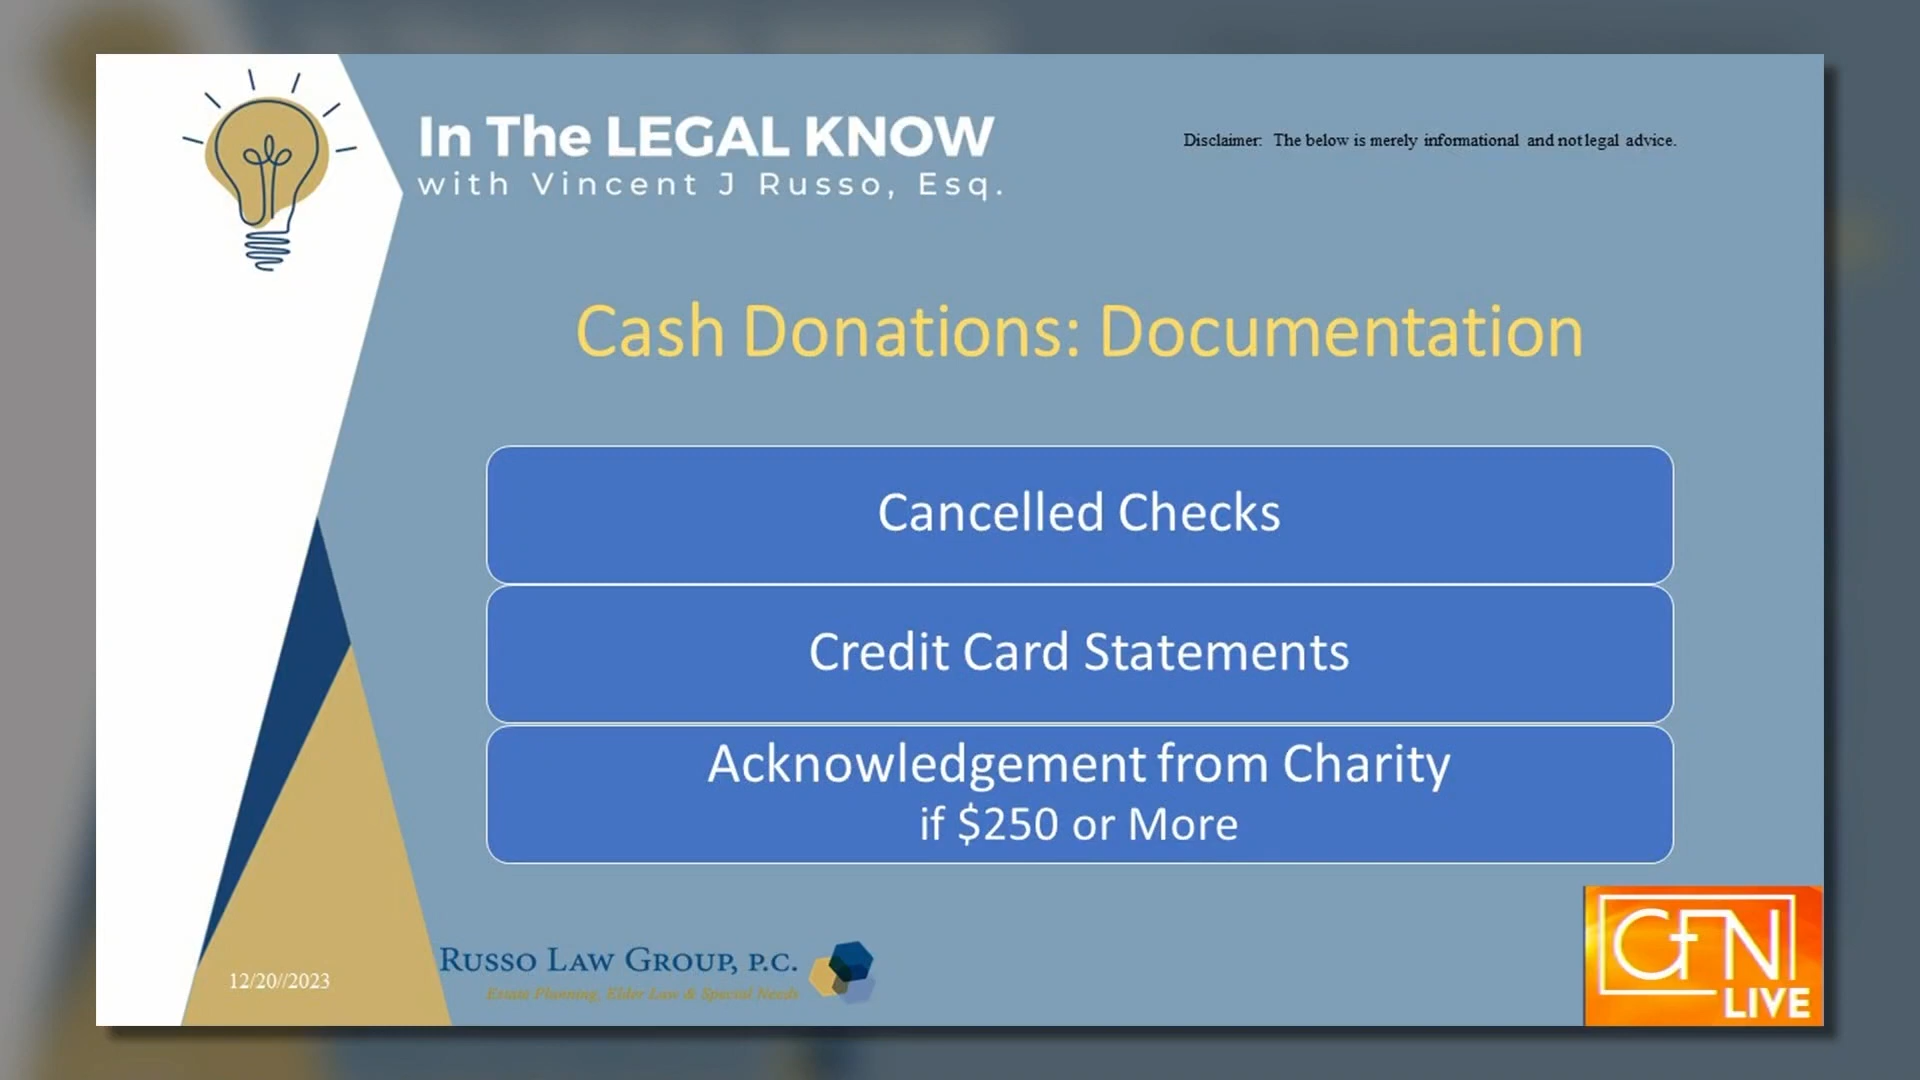 In The LEGAL KNOW
with Vincent J Russo, Esq.
Disclaimer: The below is merely informational and not legal advice.
Cash Donations: Documentation
Cancelled Checks
Credit Card Statements
Acknowledgement from Charity
if $250 or More
12/20//2023
RUSSO LAW GROUP, P.C.
Estate Planning, Elder Law & Special Needs
CFN
LIVE